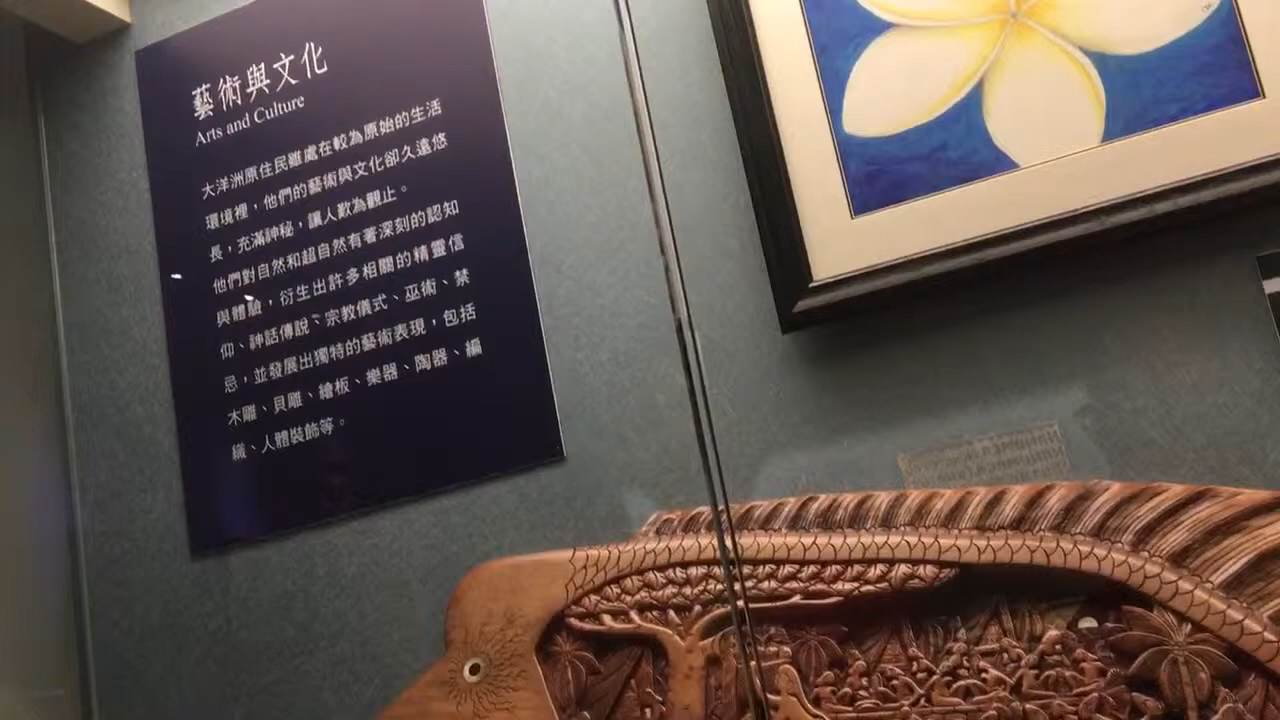 藝術與文化
Arts and Culture
大洋洲原住民雖處在較為原始的生活
環境裡，他們的藝術與文化卻久遠悠
長，充滿神秘，讓人歎為觀止。
他們對自然和超自然有著深刻的認知
與體驗，衍生出許多相關的精靈信
仰、神話傳說、宗教儀式、巫術、禁
忌，並發展出獨特的藝術表現，包括
木雕、貝雕、繪板、樂器、陶器、編
織、人體裝飾等。